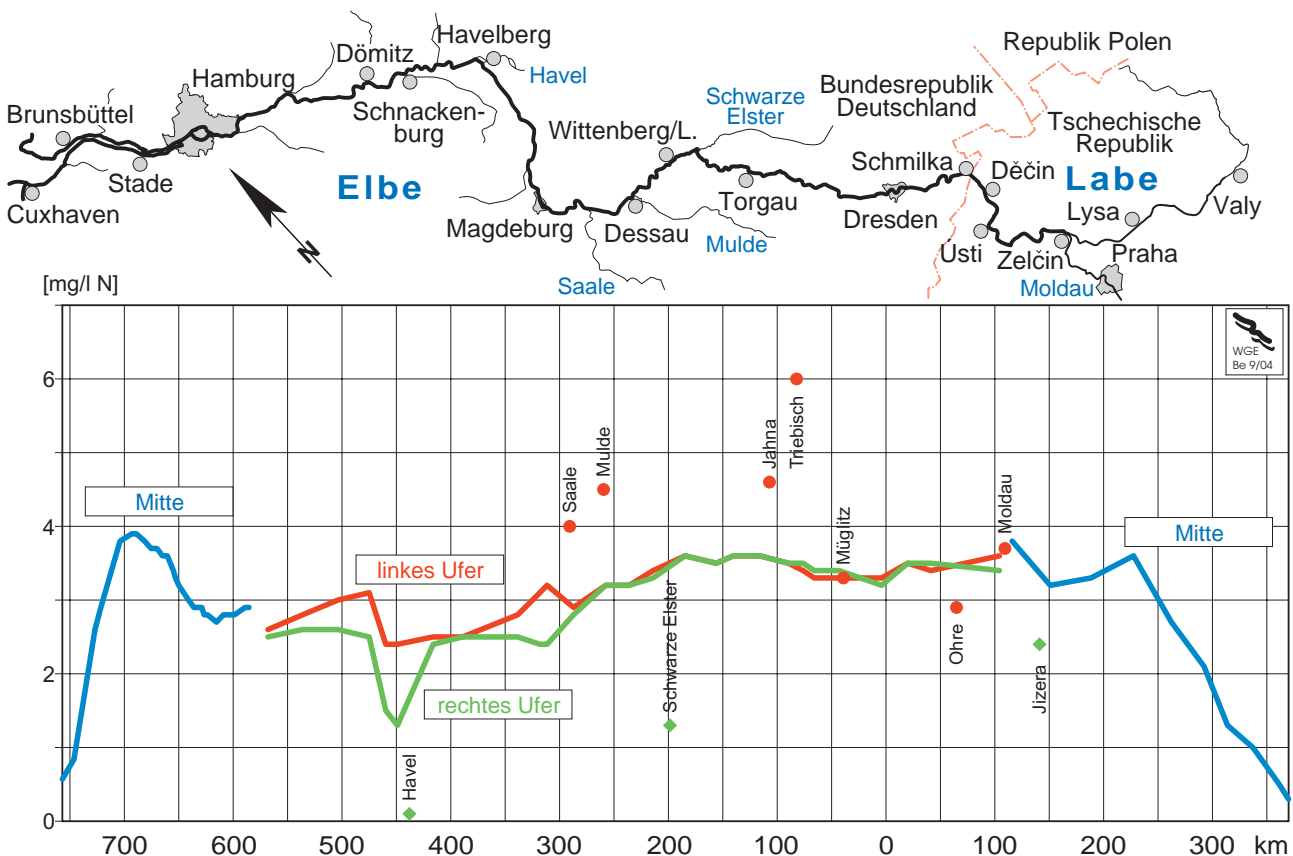 Republik Polen
Havelberg
Dömitz
Havel
Hamburg
Bundesrepublik
Deutschland
Schwarze
Elster
Brunsbüttel
Schnacken-
burg
Wittenberg/L.
Tschechische
Republik
Schmilka
Děčín
Stade
Elbe
Labe
Torgau
Cuxhaven
Magdeburg
Dessau
Dresden
Lysa
Valy
Mulde
Usti
Zelčin
Praha
N
Saale
Moldau
[mg/l N]
WGE
Be 9/04
6
4
2
0
Mitte
linkes Ufer
rechtes Ufer
Mitte
Havel
Saale
Mulde
Schwarze Elster
Jahna
Triebisch
Müglitz
Ohre
Moldau
Jizera
700 600 500 400 300 200 100 0 100 200 300 km